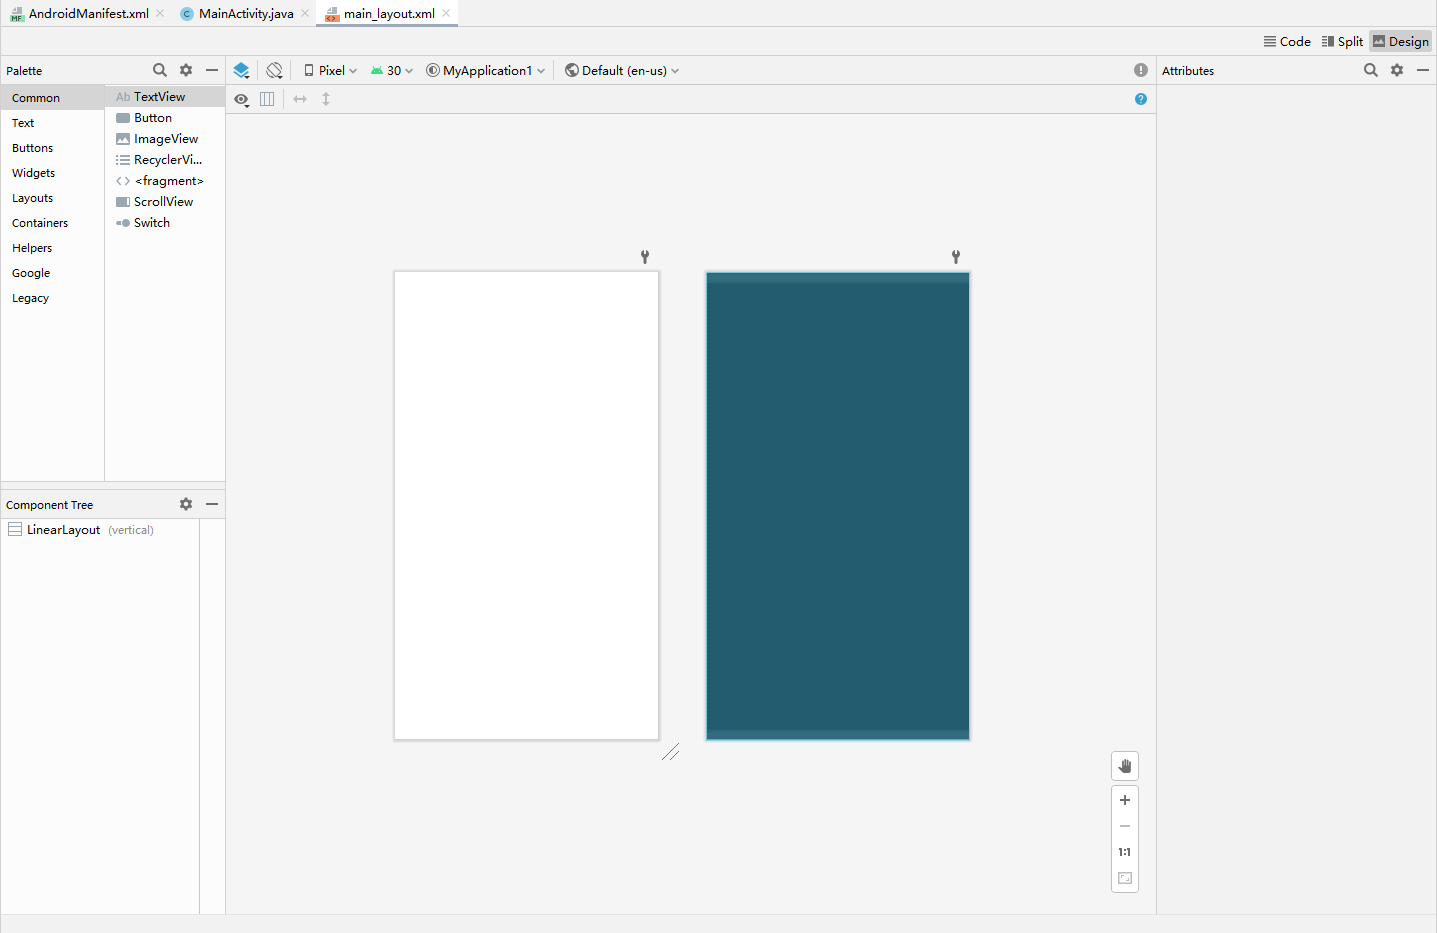 AndroidManifest.xml MainActivity.java main_layout.xml
Code Split Design
Palette Pixel 30 MyApplication1 Default (en-us) Attributes
Common
Text
Buttons
Widgets
Layouts
Containers
Helpers
Google
Legacy
Ab TextView
Button
ImageView
RecyclerVi...
<fragment>
ScrollView
Switch
Component Tree
LinearLayout (vertical)
1:1